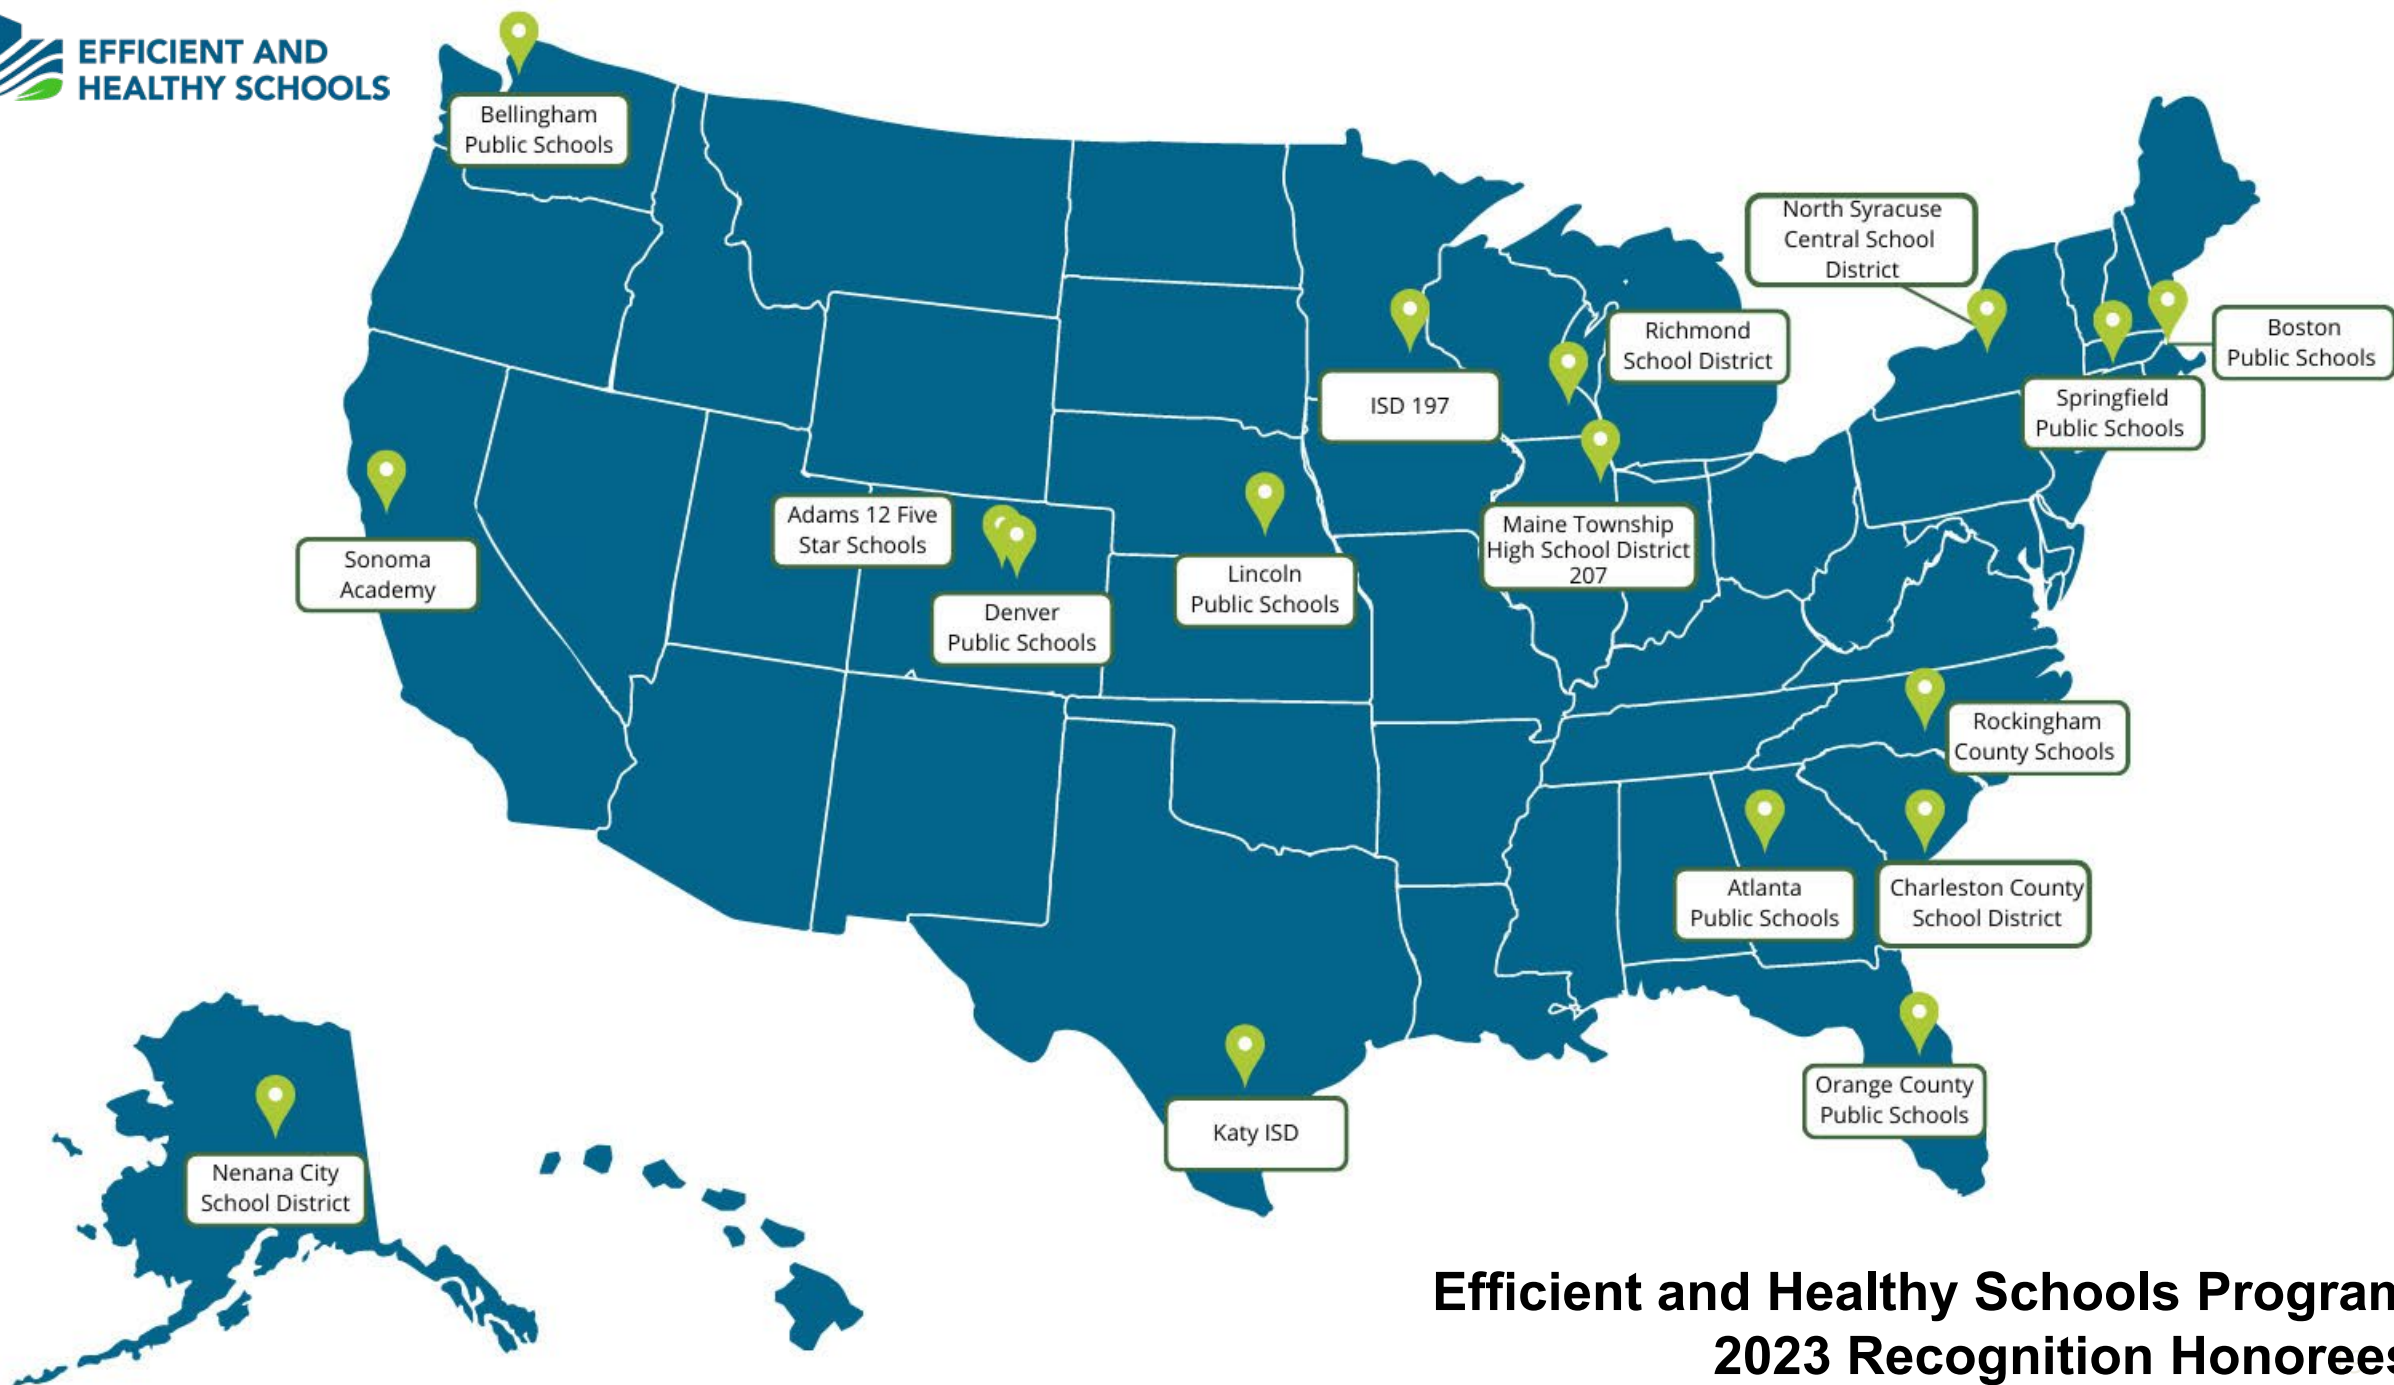 EFFICIENT AND
HEALTHY SCHOOLS
Bellingham
Public Schools
North Syracuse
Central School
District
Richmond
School District
Boston
Public Schools
ISD 197
Springfield
Public Schools
Sonoma
Academy
Adams 12 Five
Star Schools
Denver
Public Schools
Lincoln
Public Schools
Maine Township
High School District
207
Rockingham
County Schools
Atlanta
Public Schools
Charleston County
School District
Orange County
Public Schools
Katy ISD
Nenana City
School District
Efficient and Healthy Schools Program
2023 Recognition Honorees